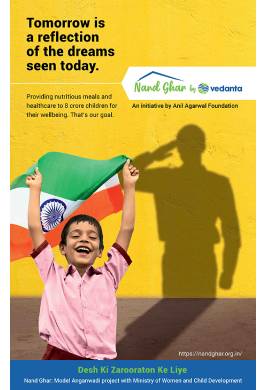 Tomorrow is
a reflection
of the dreams
seen today.
Nand Ghar by vedanta
Providing nutritious meals and
healthcare to 8 crore children for
their wellbeing. That's our goal.
An initiative by Anil Agarwal Foundation
https://nandghar.org.in/
Desh Ki Zarooraton Ke Liye
Nand Ghar: Model Anganwadi project with Ministry of Women and Child Development